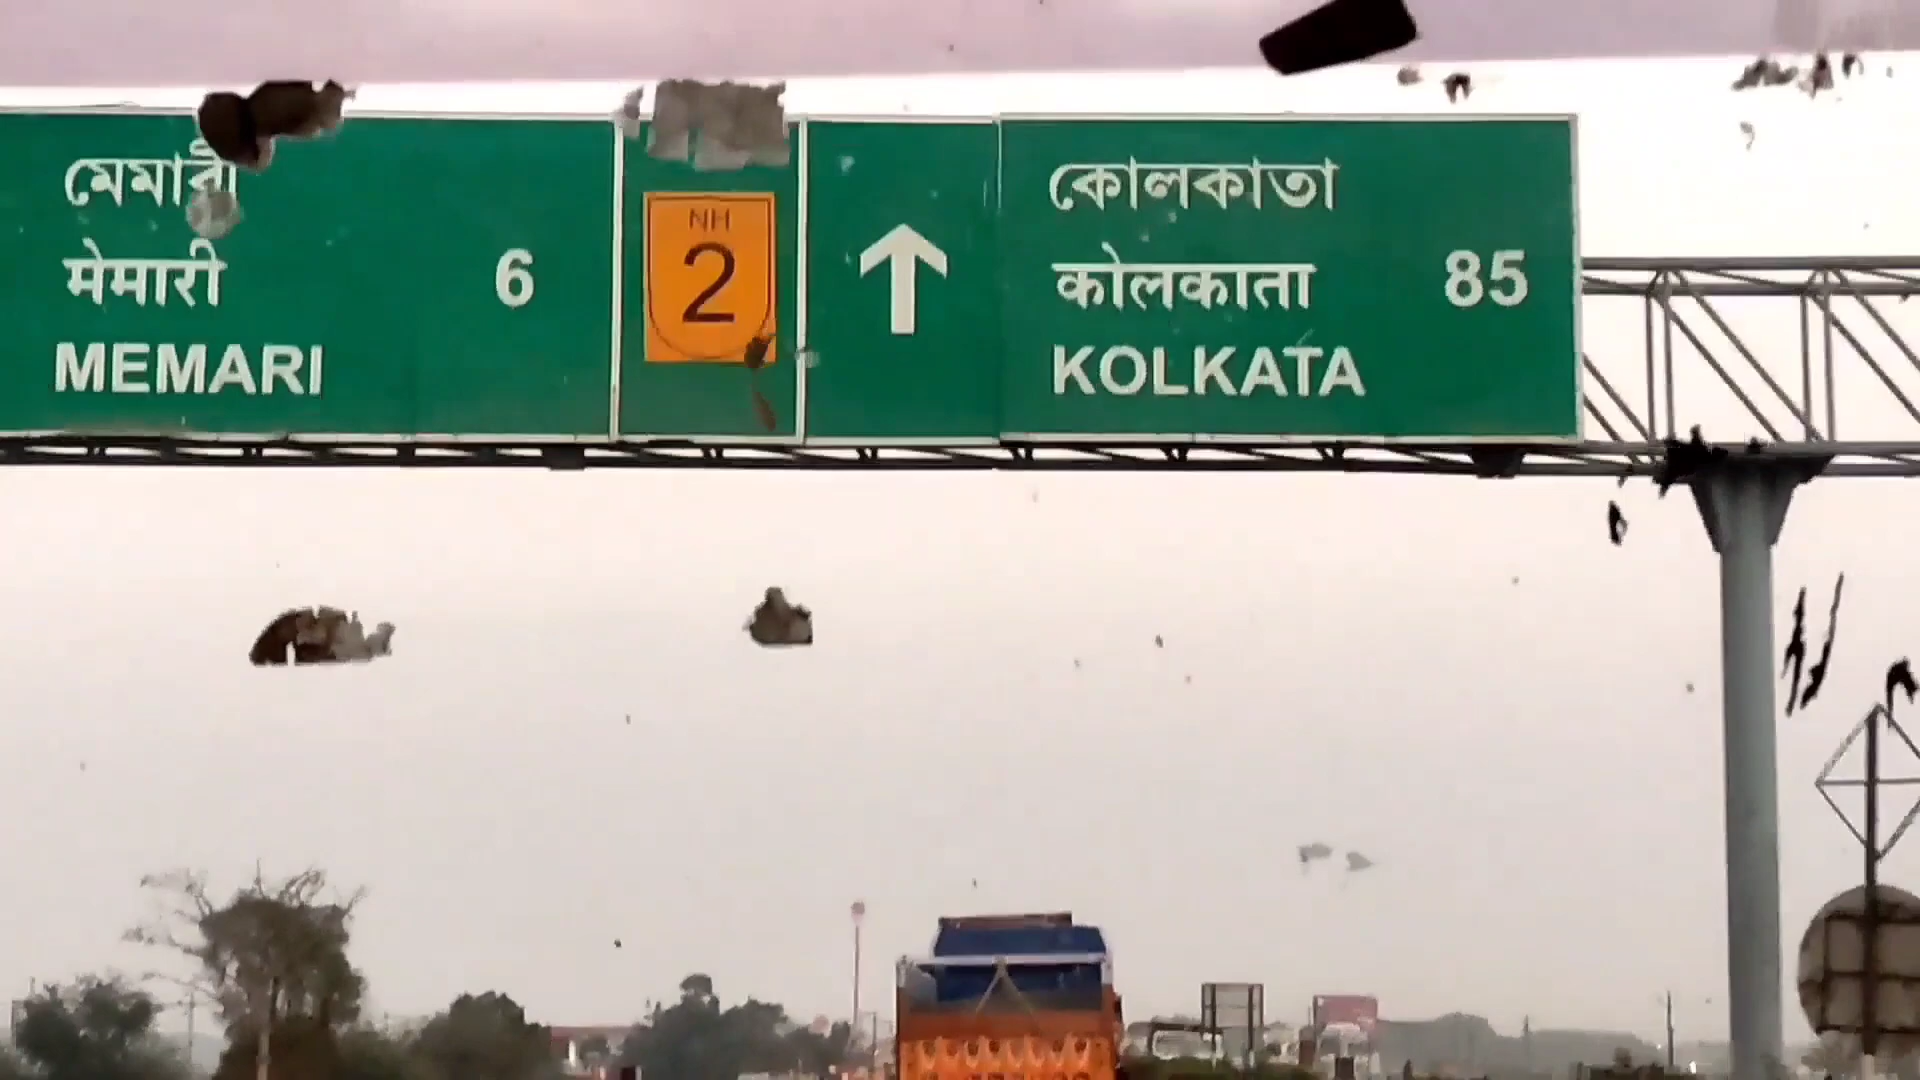 মেমারী
मेमारी 6
MEMARI
NH
2
কোলকাতা
कोलकाता 85
KOLKATA